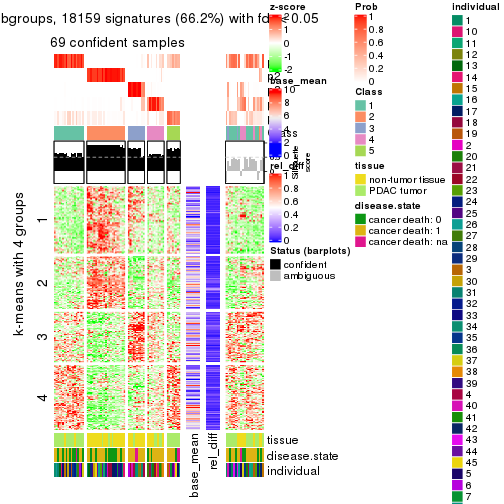 bgroups, 18159 signatures (66.2%) with fd
0.05
69 confident samples
p2
Class
Silhouette
score
k-means with 4 groups
1
2
3
4
base_mean
rel_diff
tissue
disease.state
individual
z-score
2
1
0
-1
-2
base_mean
10
8
6
4
2
0
rel_diff
1
0.8
0.6
0.4
0.2
0
Status (barplots)
confident
ambiguous
Prob
1
0.8
0.6
0.4
0.2
0
Class
1
2
3
4
5
tissue
non-tumor tissue
PDAC tumor
disease.state
cancer death: 0
cancer death: 1
cancer death: na
individual
1
10
11
12
13
14
15
16
17
18
19
2
20
21
22
23
24
25
26
27
28
29
3
30
31
32
33
34
35
36
37
38
39
4
40
41
42
43
44
45
5
6
7